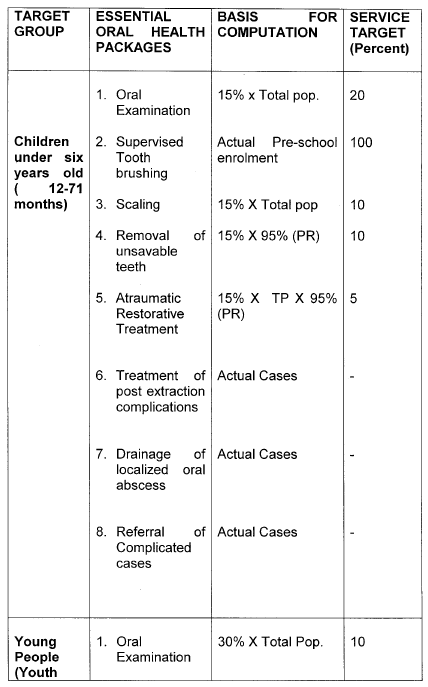 TARGET GROUP
ESSENTIAL ORAL HEALTH PACKAGES
BASIS FOR COMPUTATION
SERVICE TARGET (Percent)
Children under six years old ( 12-71 months)
1. Oral Examination
15% x Total pop.
20
2. Supervised Tooth brushing
Actual Pre-school enrolment
100
3. Scaling
15% X Total pop
10
4. Removal of unsavable teeth
15% X 95% (PR)
10
5. Atraumatic Restorative Treatment
15% X TP X 95% (PR)
5
6. Treatment of post extraction complications
Actual Cases
-
7. Drainage of localized oral abscess
Actual Cases
-
8. Referral of Complicated cases
Actual Cases
-
Young People (Youth
1. Oral Examination
30% X Total Pop.
10